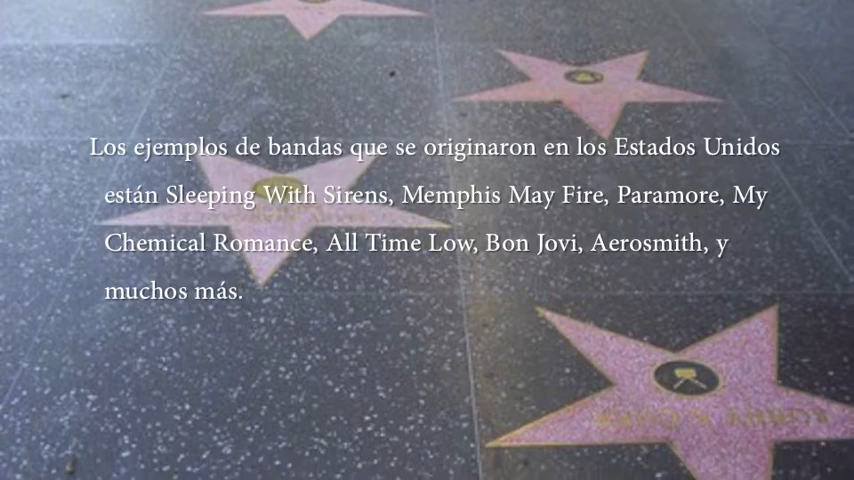 Los ejemplos de bandas que se originaron en los Estados Unidos
están Sleeping With Sirens, Memphis May Fire, Paramore, My
Chemical Romance, All Time Low, Bon Jovi, Aerosmith, y
muchos más.